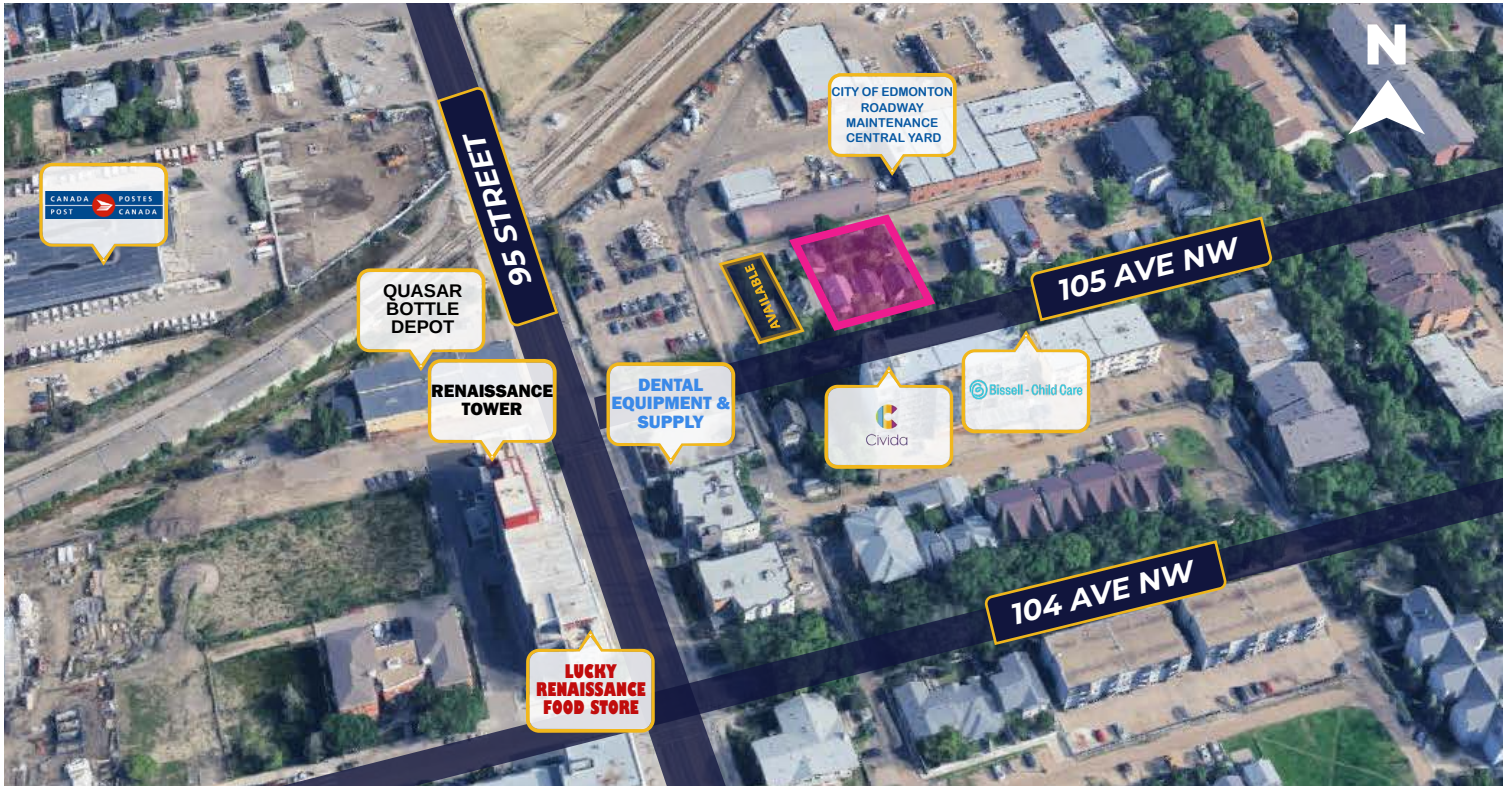 N
CITY OF EDMONTON
ROADWAY
MAINTENANCE
CENTRAL YARD
95 STREET
CANADA POSTES
POST CANADA
105 AVE NW
AVAILABLE
QUASAR
BOTTLE
DEPOT
RENAISSANCE
TOWER
DENTAL
EQUIPMENT &
SUPPLY
Civida
Bissell - Child Care
104 AVE NW
LUCKY
RENAISSANCE
FOOD STORE